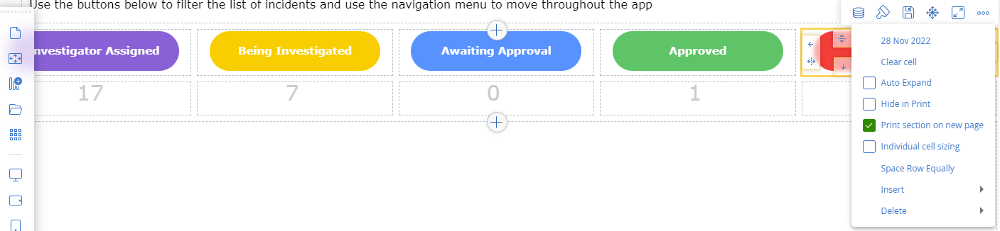 Use the buttons below to filter the list of incidents and use the navigation menu to move throughout the app
nvestigator Assigned
Being Investigated
Awaiting Approval
Approved
17
7
0
1
28 Nov 2022
Clear cell
Auto Expand
Hide in Print
Print section on new page
Individual cell sizing
Space Row Equally
Insert
Delete